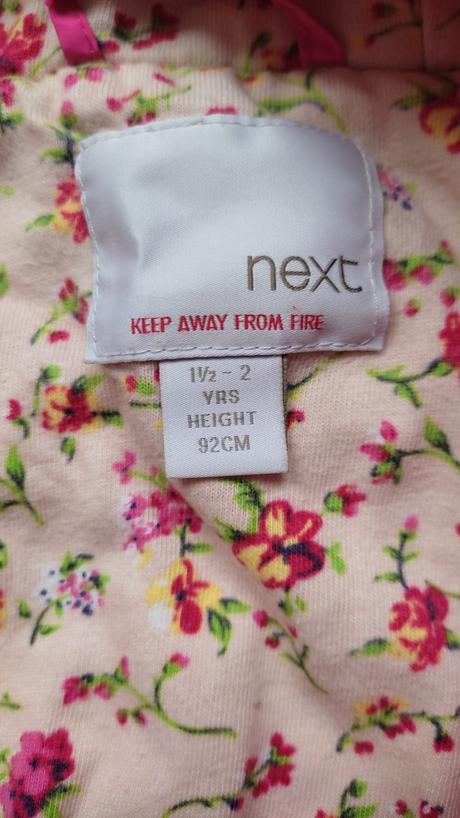 next
KEEP AWAY FROM FIRE
1½ - 2
YRS
HEIGHT
92CM